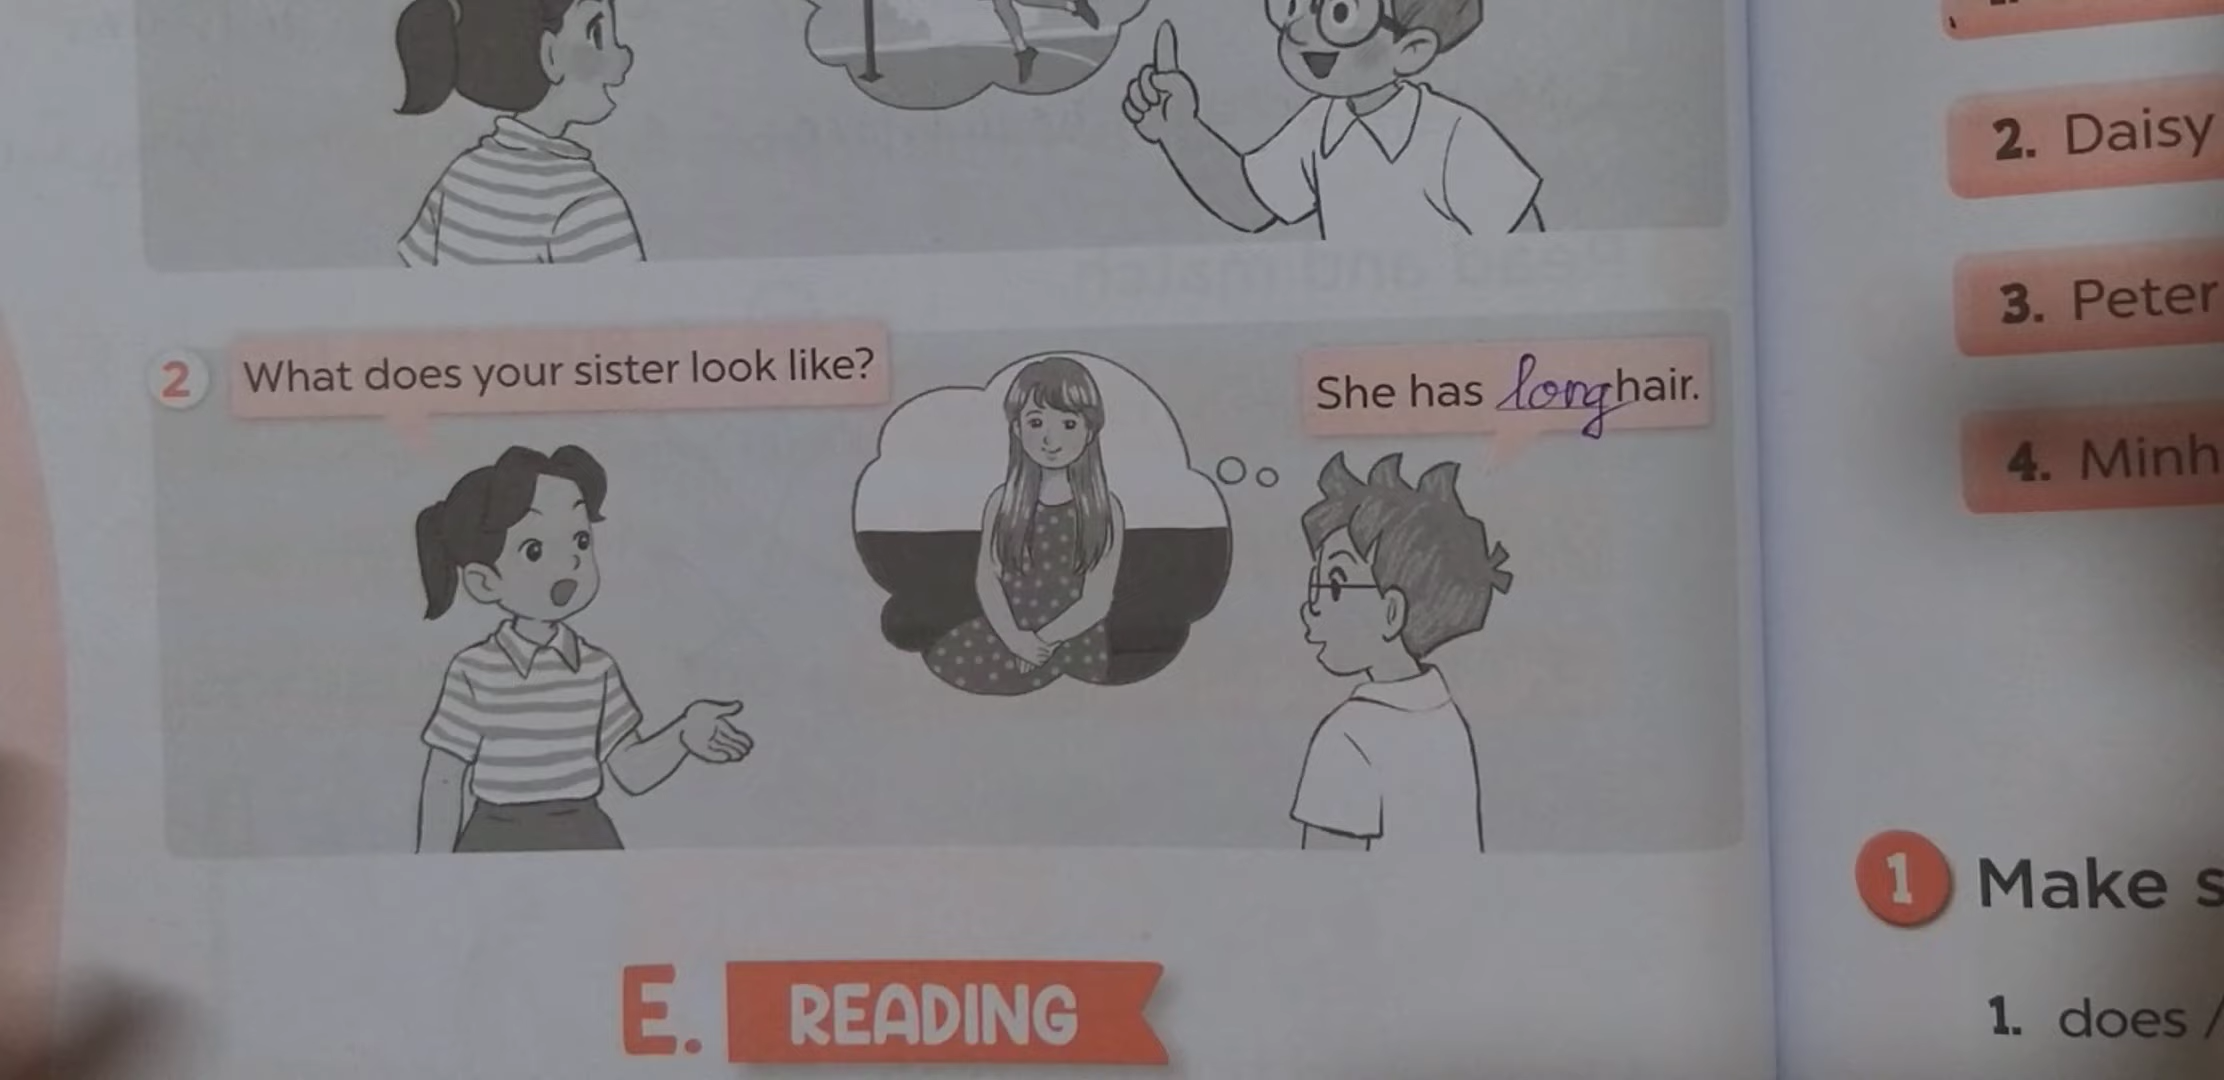 2 What does your sister look like?
She has long hair.
E. READING
2. Daisy
3. Peter
4. Minh
1 Make s
1. does /